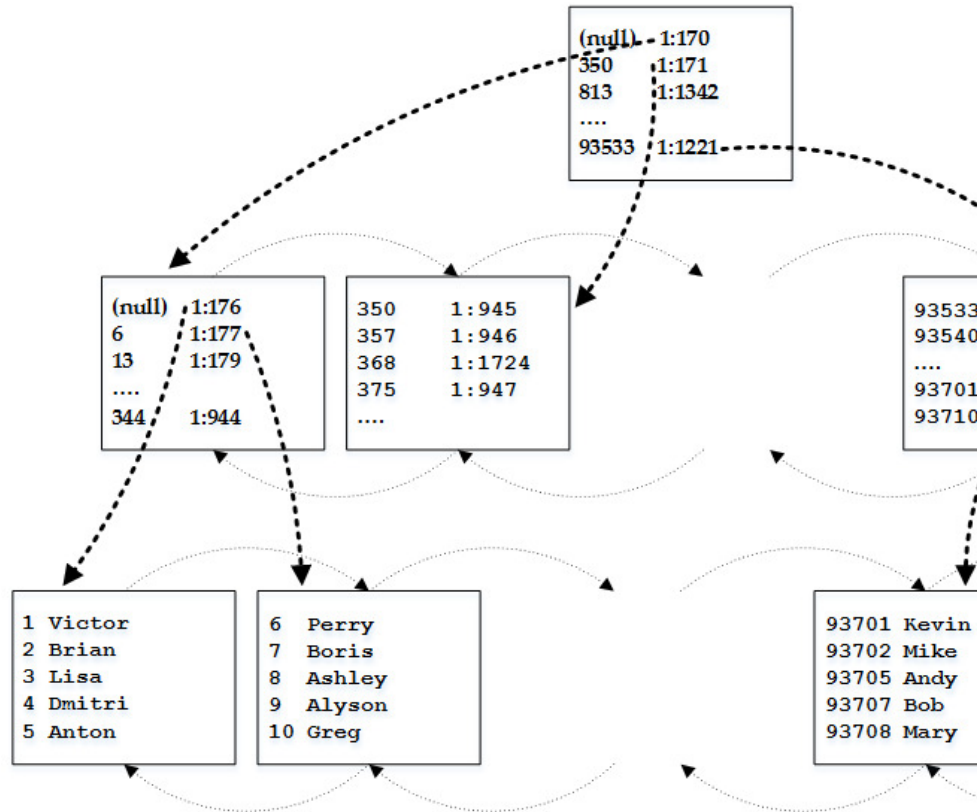 (null) 1:170
350 1:171
813 1:1342
....
93533 1:1221
(null) 1:176
6 1:177
13 1:179
....
344 1:944
350 1:945
357 1:946
368 1:1724
375 1:947
....
93533
93540
....
93701
93710
1 Victor
2 Brian
3 Lisa
4 Dmitri
5 Anton
6 Perry
7 Boris
8 Ashley
9 Alyson
10 Greg
93701 Kevin
93702 Mike
93705 Andy
93707 Bob
93708 Mary